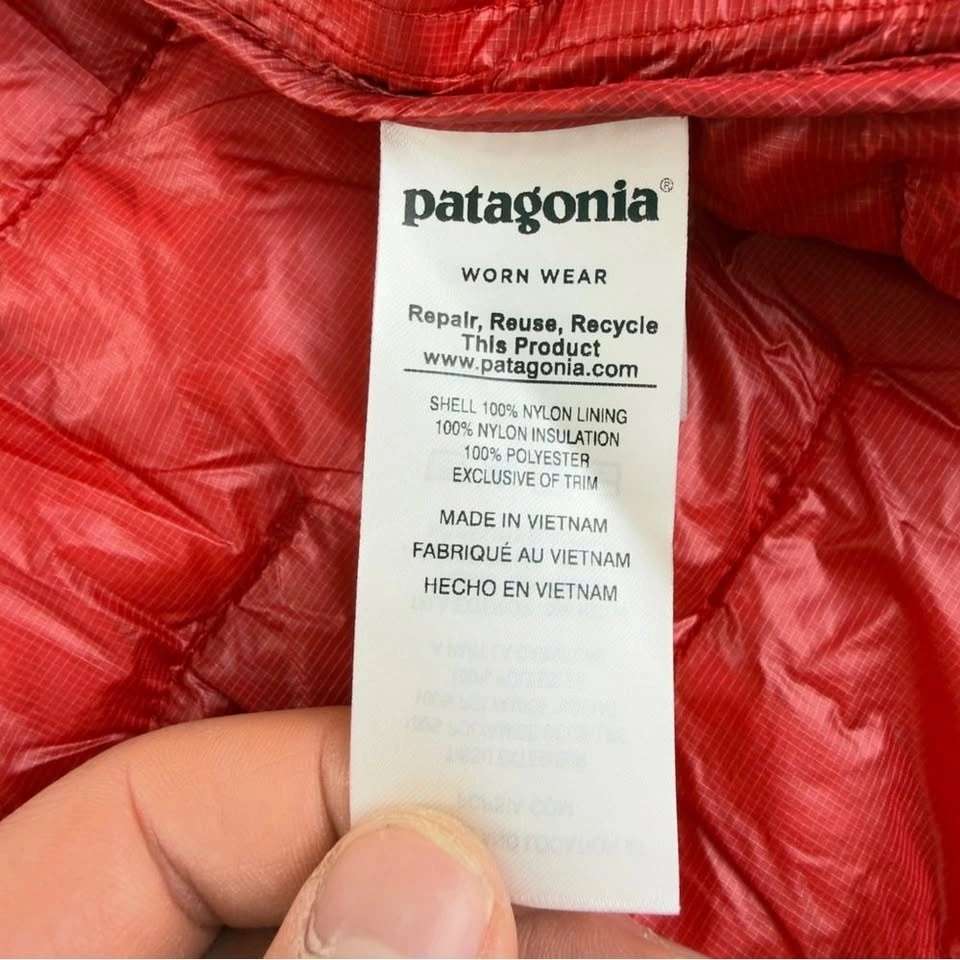 patagonia®
WORN WEAR
Repair, Reuse, Recycle
This Product
www.patagonia.com
SHELL 100% NYLON LINING
100% NYLON INSULATION
100% POLYESTER
EXCLUSIVE OF TRIM
MADE IN VIETNAM
FABRIQUÉ AU VIETNAM
HECHO EN VIETNAM